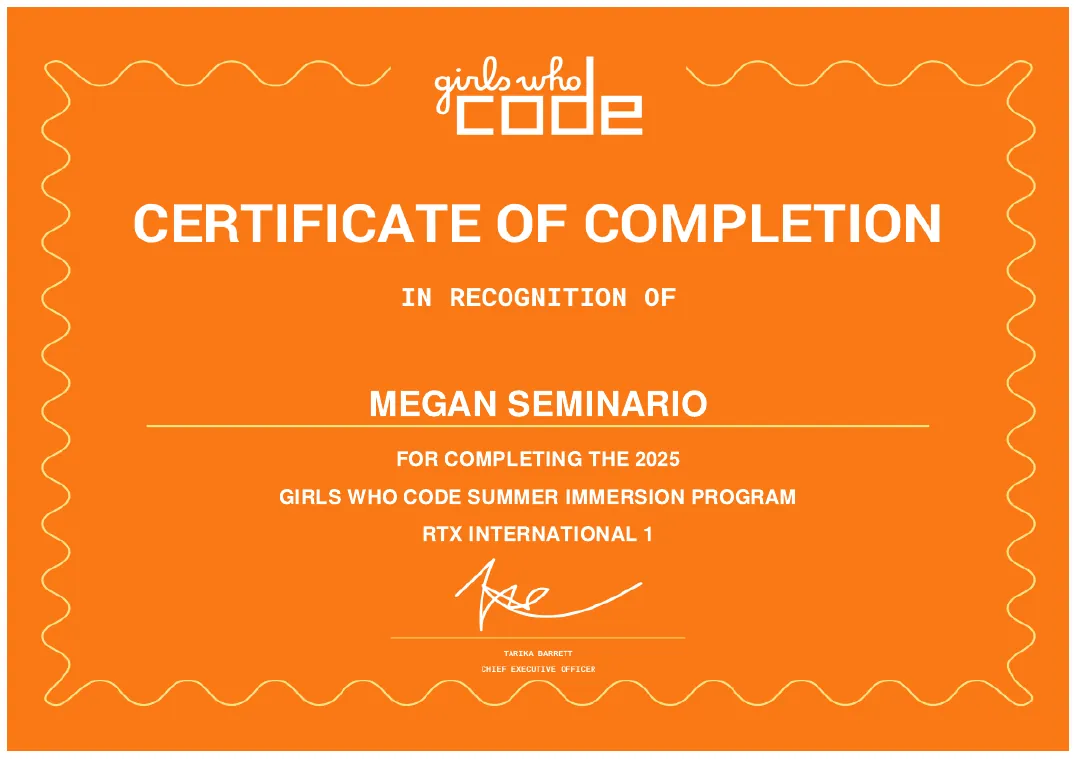 girls who
code
CERTIFICATE OF COMPLETION
IN RECOGNITION OF
MEGAN SEMINARIO
FOR COMPLETING THE 2025
GIRLS WHO CODE SUMMER IMMERSION PROGRAM
RTX INTERNATIONAL 1
TARIKA BARRETT
CHIEF EXECUTIVE OFFICER